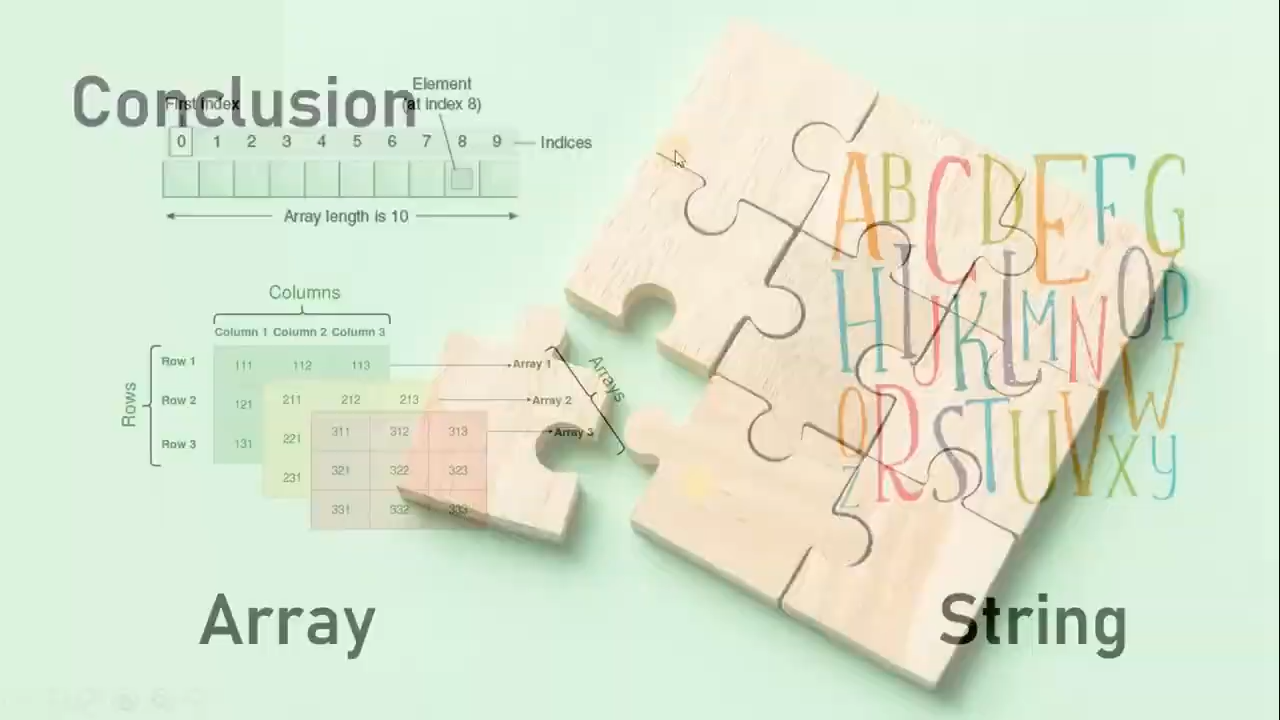 Conclusion
First index
Element
(at index 8)
0 1 2 3 4 5 6 7 8 9
Indices
Array length is 10
Columns
Column 1 Column 2 Column 3
Rows
Row 1
Row 2
Row 3
111 112 113
121
131
211 212 213
221
231
311 312 313
321 322 323
331 332 333
Array 1
Array 2
Array 3
Arrays
ABCDEFG
HIJKLMNOP
QRSTUVW
XYZ
Array
String